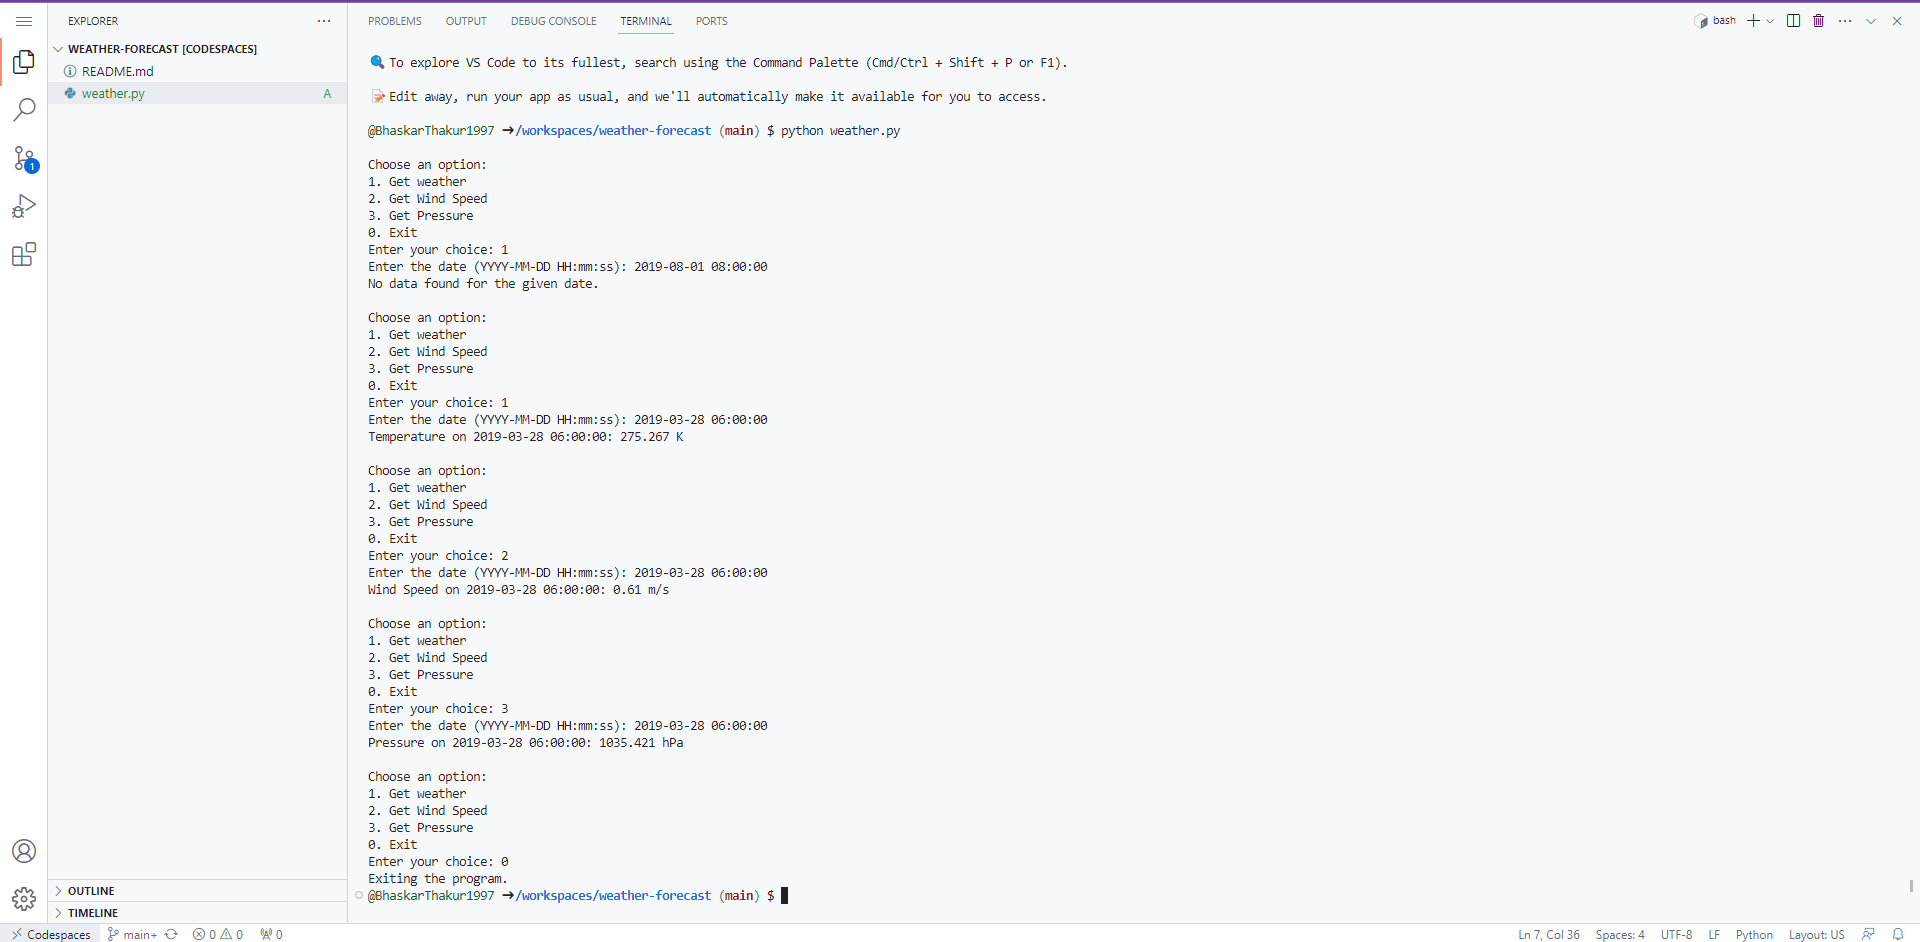 EXPLORER
WEATHER-FORECAST [CODESPACES]
README.md
weather.py A
1
OUTLINE
TIMELINE
PROBLEMS OUTPUT DEBUG CONSOLE TERMINAL PORTS
bash
To explore VS Code to its fullest, search using the Command Palette (Cmd/Ctrl + Shift + P or F1).
Edit away, run your app as usual, and we'll automatically make it available for you to access.
@BhaskarThakur1997 ➜/workspaces/weather-forecast (main) $ python weather.py
Choose an option:
1. Get weather
2. Get Wind Speed
3. Get Pressure
0. Exit
Enter your choice: 1
Enter the date (YYYY-MM-DD HH:mm:ss): 2019-08-01 08:00:00
No data found for the given date.
Choose an option:
1. Get weather
2. Get Wind Speed
3. Get Pressure
0. Exit
Enter your choice: 1
Enter the date (YYYY-MM-DD HH:mm:ss): 2019-03-28 06:00:00
Temperature on 2019-03-28 06:00:00: 275.267 K
Choose an option:
1. Get weather
2. Get Wind Speed
3. Get Pressure
0. Exit
Enter your choice: 2
Enter the date (YYYY-MM-DD HH:mm:ss): 2019-03-28 06:00:00
Wind Speed on 2019-03-28 06:00:00: 0.61 m/s
Choose an option:
1. Get weather
2. Get Wind Speed
3. Get Pressure
0. Exit
Enter your choice: 3
Enter the date (YYYY-MM-DD HH:mm:ss): 2019-03-28 06:00:00
Pressure on 2019-03-28 06:00:00: 1035.421 hPa
Choose an option:
1. Get weather
2. Get Wind Speed
3. Get Pressure
0. Exit
Enter your choice: 0
Exiting the program.
@BhaskarThakur1997 ➜/workspaces/weather-forecast (main) $
Codespaces main+ 0 0 0 Ln 7, Col 36 Spaces: 4 UTF-8 LF Python Layout: US